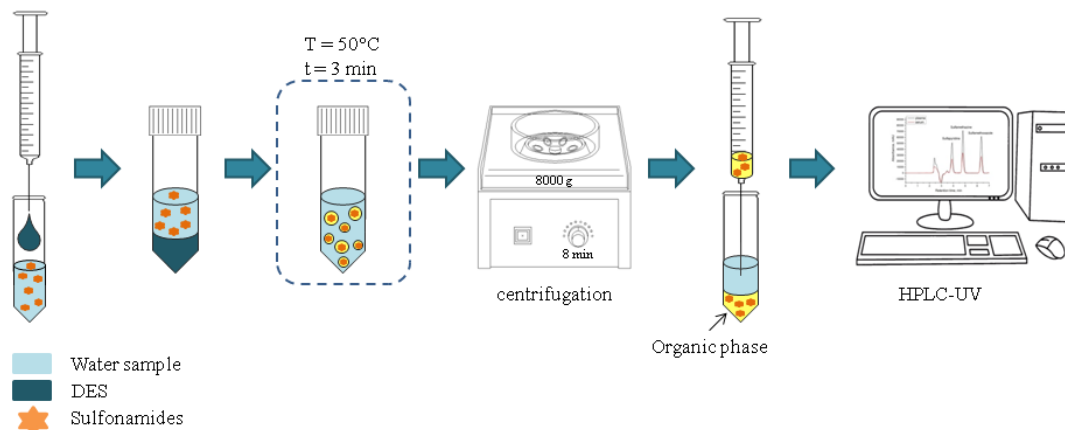 T = 50°C
t = 3 min
8000 g
8 min
centrifugation
Organic phase
HPLC-UV
Water sample
DES
Sulfonamides